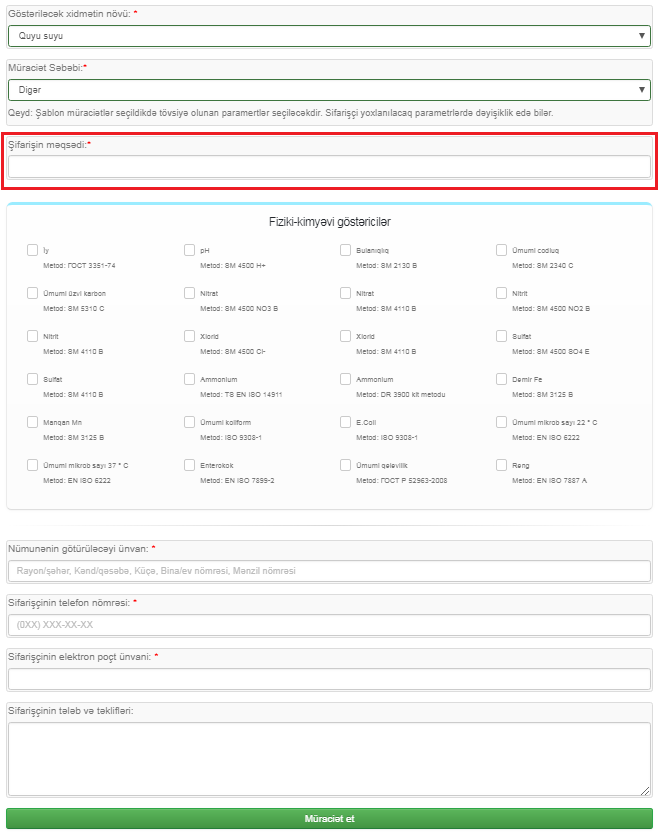 Göstəriləcək xidmətin növü: *
Quyu suyu
Müraciət Səbəbi:*
Digər
Qeyd: Şablon müraciətlər seçildikdə tövsiyə olunan paramertlər seçiləcəkdir. Sifarişçi yoxlanılacaq parametrlərdə dəyişiklik edə bilər.
Şifarişin məqsədi:*
Fiziki-kimyəvi göstəricilər
İy
Metod: ГОСТ 3351-74
pH
Metod: SM 4500 H+
Bulanıqlıq
Metod: SM 2130 B
Ümumi codluq
Metod: SM 2340 C
Ümumi üzvi karbon
Metod: SM 5310 C
Nitrat
Metod: SM 4500 NO3 B
Nitrat
Metod: SM 4110 B
Nitrit
Metod: SM 4500 NO2 B
Nitrit
Metod: SM 4110 B
Xlorid
Metod: SM 4500 Cl-
Xlorid
Metod: SM 4110 B
Sulfat
Metod: SM 4500 SO4 E
Sulfat
Metod: SM 4110 B
Ammonium
Metod: TS EN ISO 14911
Ammonium
Metod: DR 3900 kit metodu
Dəmir Fe
Metod: SM 3125 B
Manqan Mn
Metod: SM 3125 B
Ümumi koliform
Metod: ISO 9308-1
E.Coli
Metod: ISO 9308-1
Ümumi mikrob sayı 22 ° C
Metod: EN ISO 6222
Ümumi mikrob sayı 37 ° C
Metod: EN ISO 6222
Enterokok
Metod: EN ISO 7899-2
Ümumi qələvilik
Metod: ГОСТ Р 52963-2008
Rəng
Metod: EN ISO 7887 A
Nümunənin götürüləcəyi ünvan: *
Rayon/şəhər, Kənd/qəsəbə, Küçə, Bina/ev nömrəsi, Mənzil nömrəsi
Sifarişçinin telefon nömrəsi: *
(0XX) XXX-XX-XX
Sifarişçinin elektron poçt ünvani: *
Sifarişçinin tələb və təklifləri:
Müraciət et